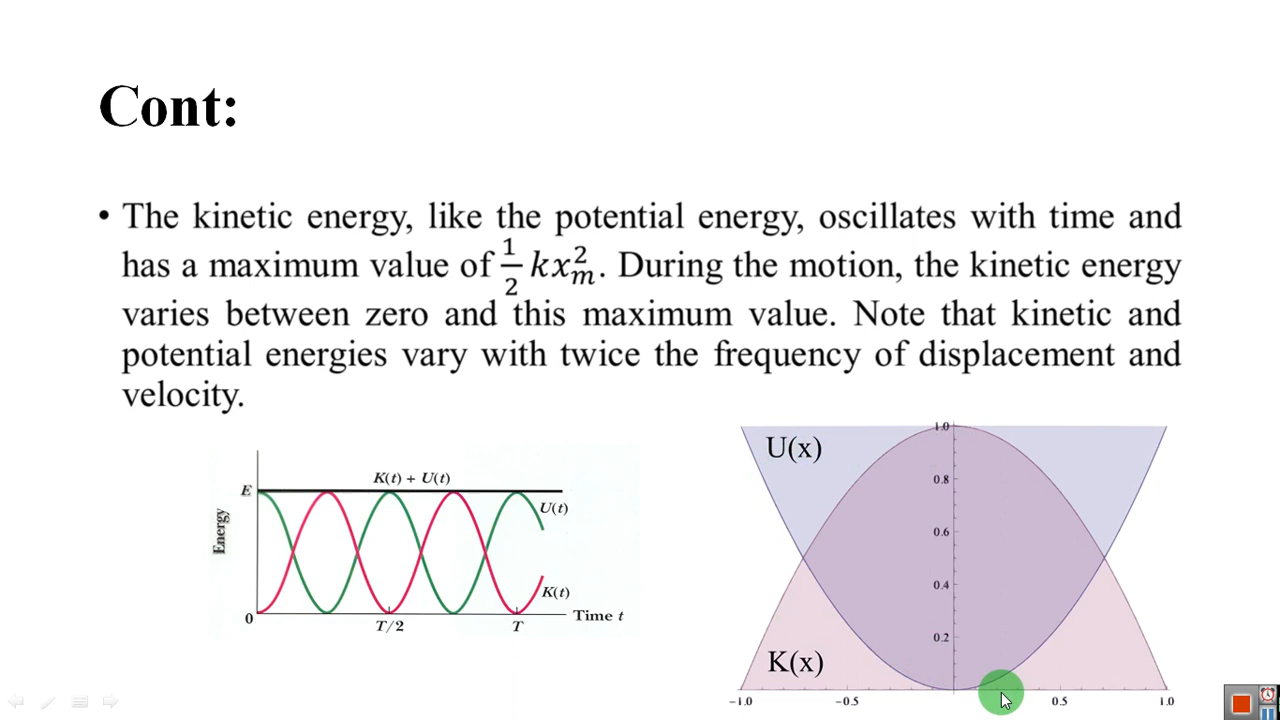 Cont:
• The kinetic energy, like the potential energy, oscillates with time and
has a maximum value of 1/2 kx_m^2. During the motion, the kinetic energy
varies between zero and this maximum value. Note that kinetic and
potential energies vary with twice the frequency of displacement and
velocity.
K(t) + U(t)
E
U(t)
Energy
K(t)
0
T/2
T
Time t
U(x)
1.0
0.8
0.6
0.4
0.2
K(x)
-1.0
-0.5
0.5
1.0